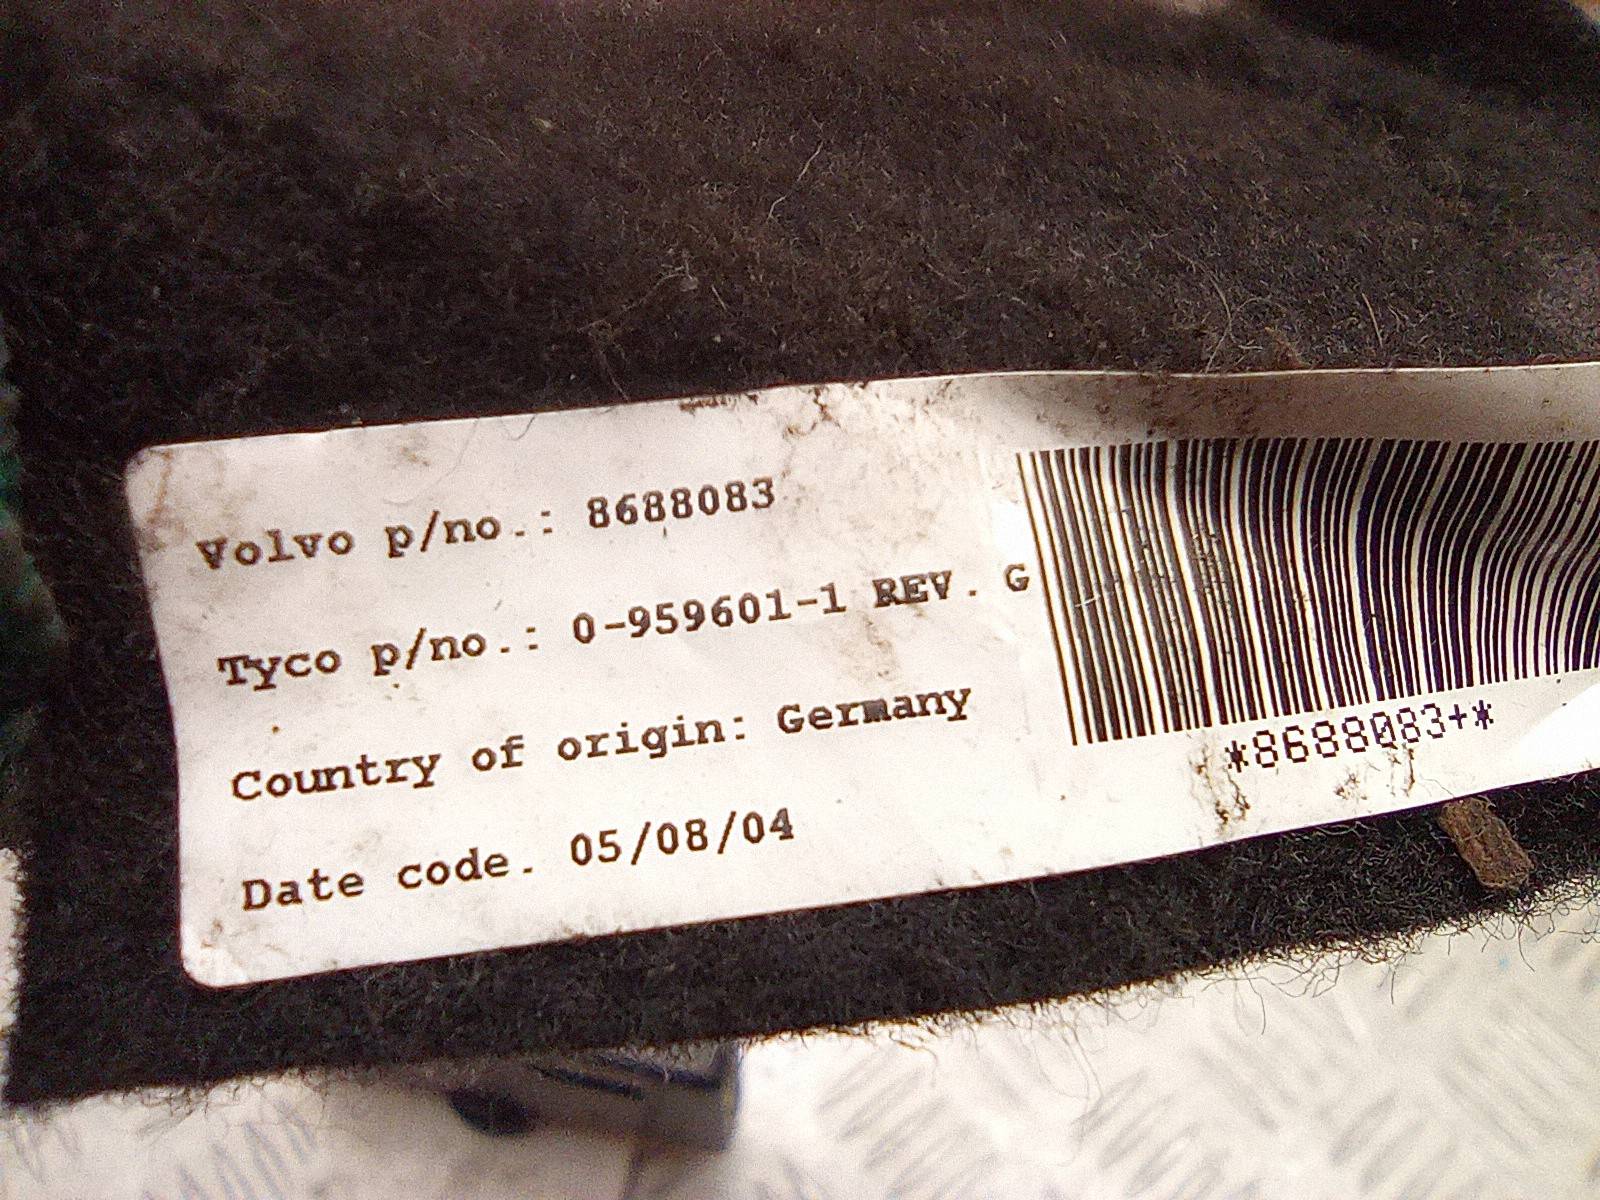 Volvo p/no.: 8688083
Tyco p/no.: 0-959601-1 REV. G
Country of origin: Germany
Date code. 05/08/04
*8688083+*